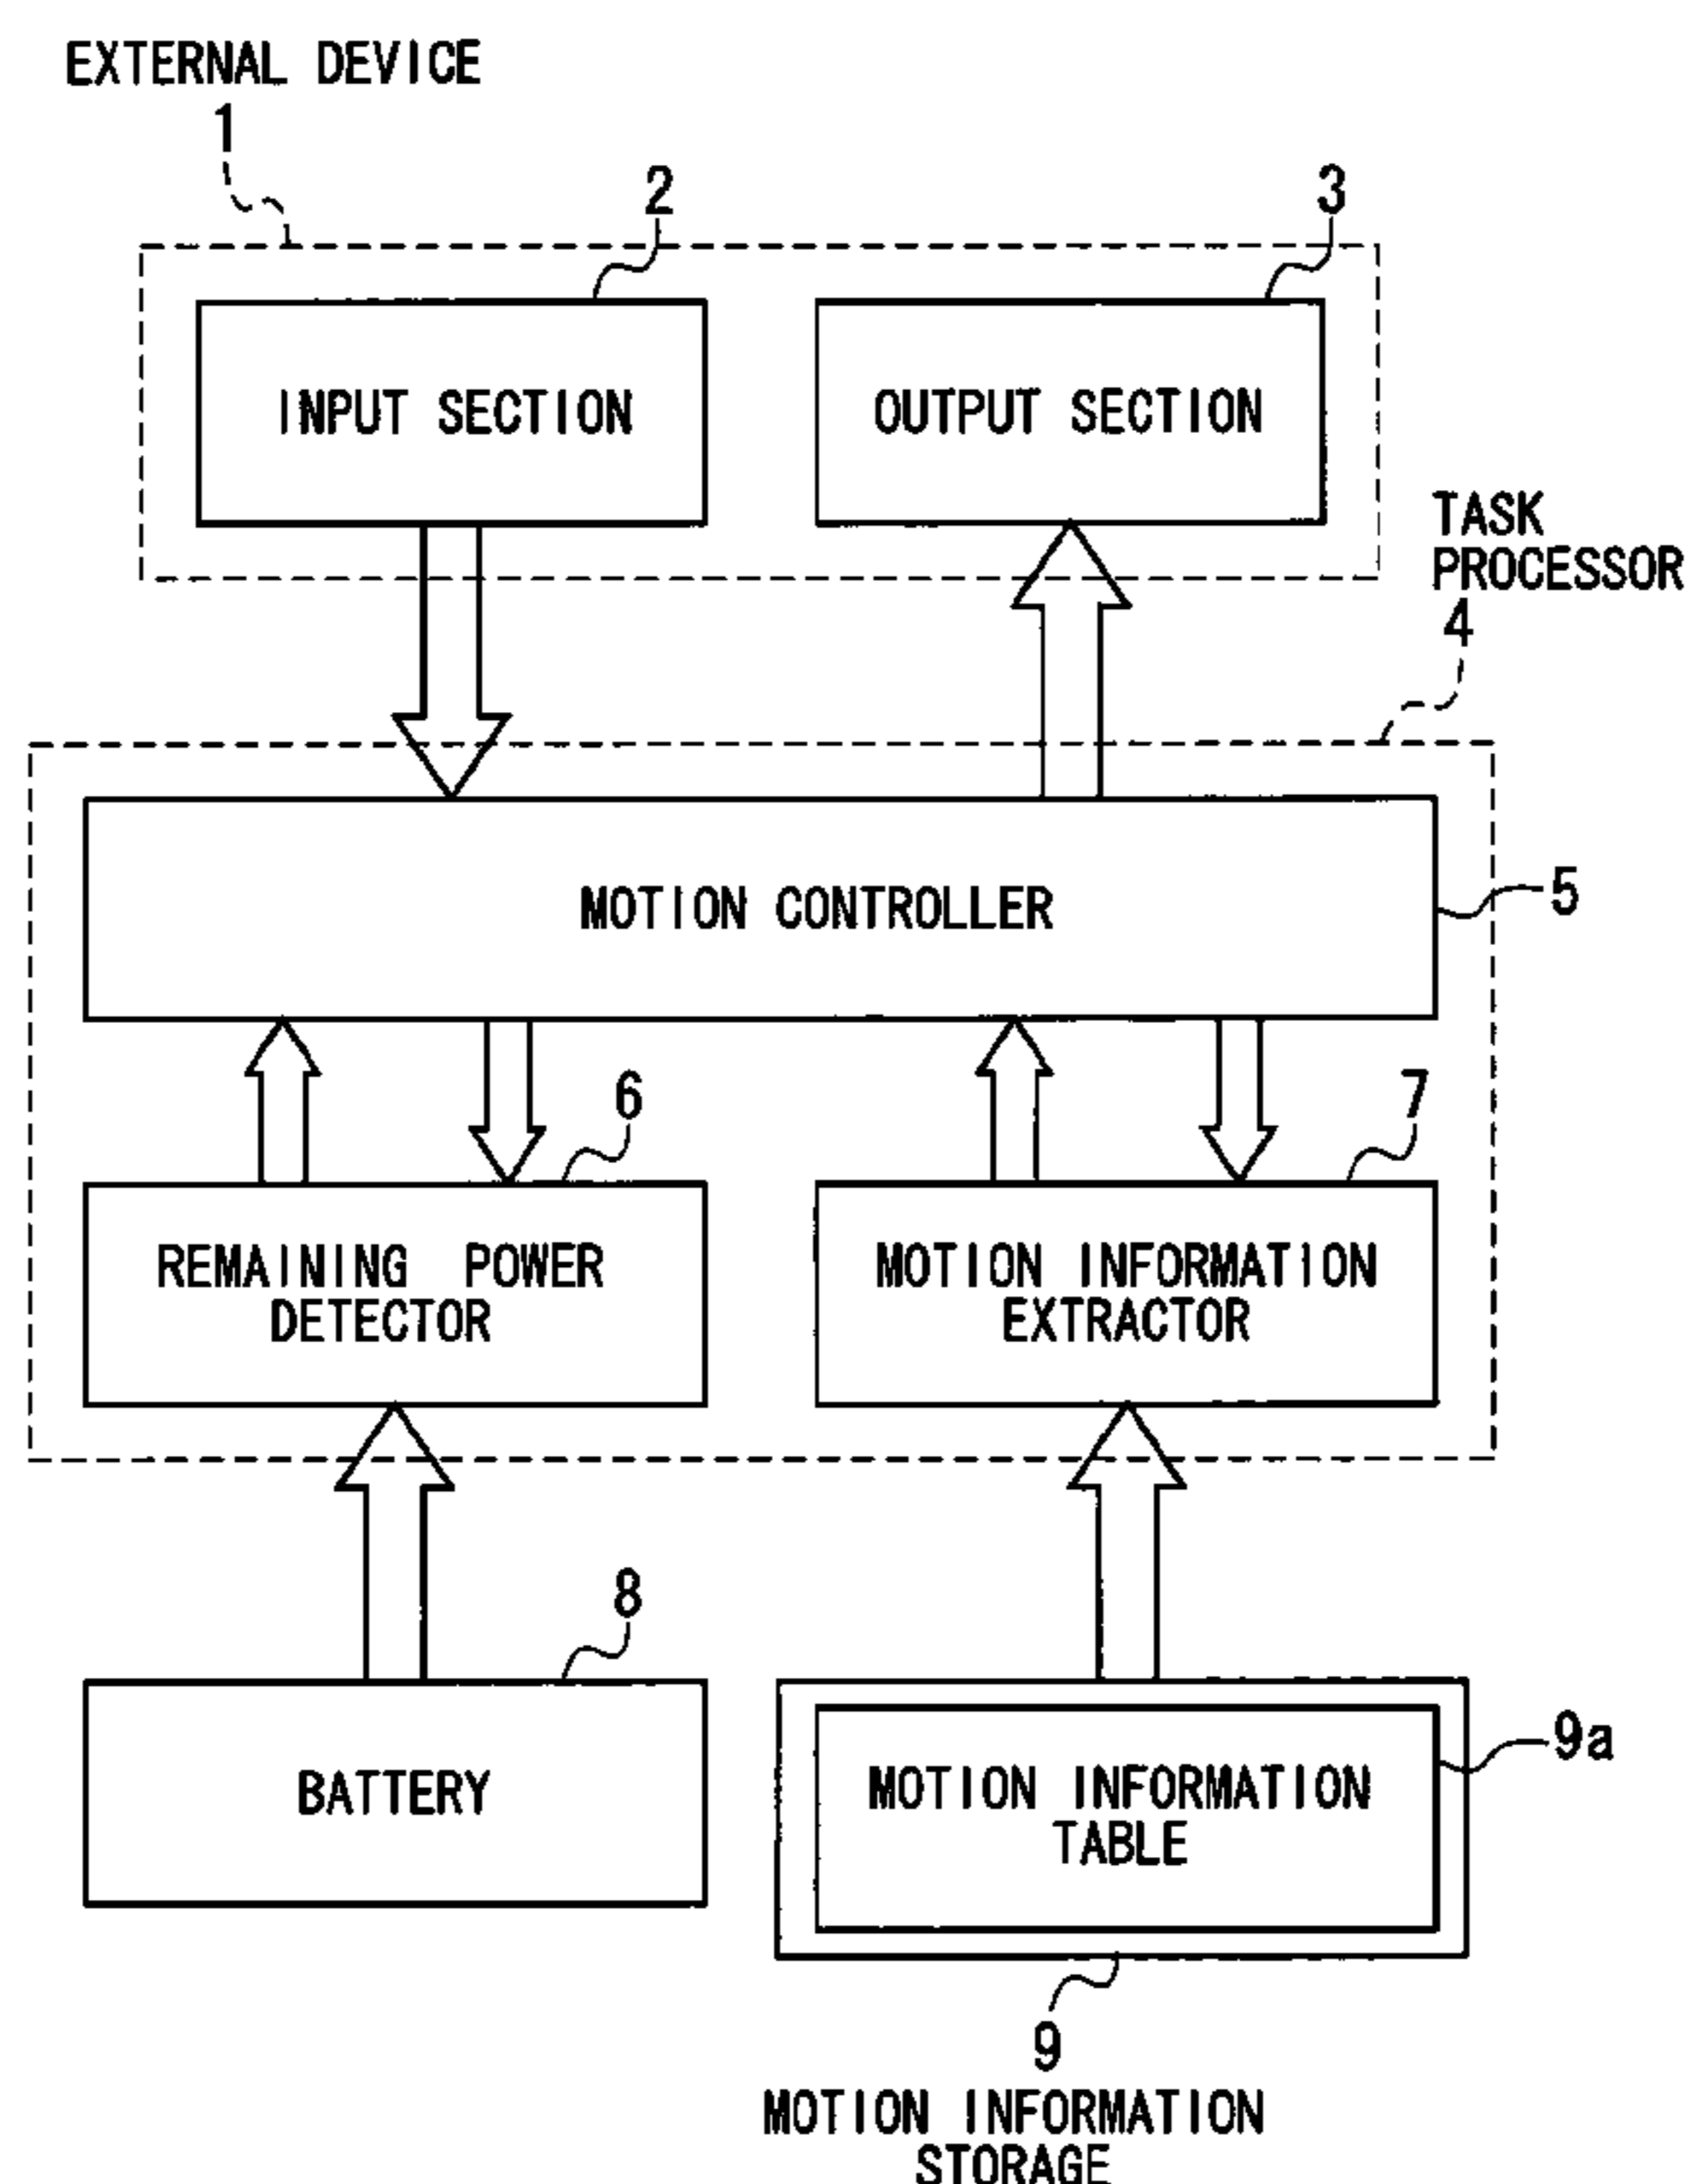 EXTERNAL DEVICE
1
2
3
INPUT SECTION
OUTPUT SECTION
TASK
PROCESSOR
4
MOTION CONTROLLER
5
6
7
REMAINING POWER
DETECTOR
MOTION INFORMATION
EXTRACTOR
8
BATTERY
9a
MOTION INFORMATION
TABLE
9
MOTION INFORMATION
STORAGE